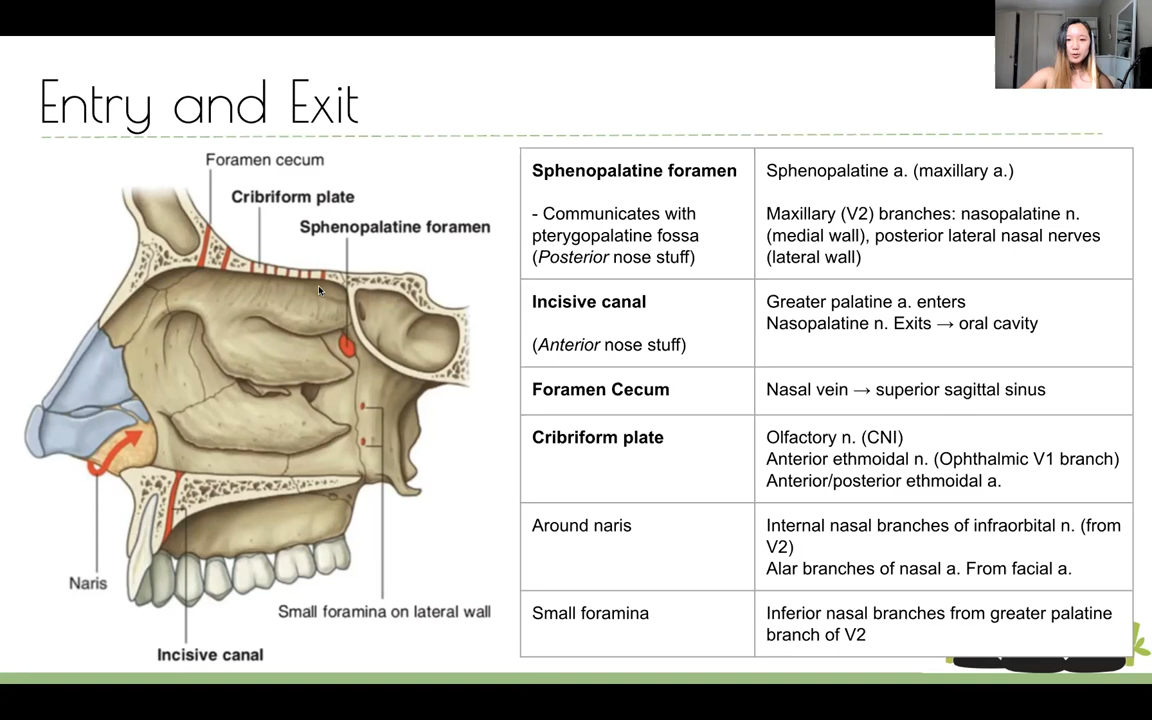 Entry and Exit
Foramen cecum
Cribriform plate
Sphenopalatine foramen
Naris
Small foramina on lateral wall
Incisive canal
Sphenopalatine foramen
- Communicates with
pterygopalatine fossa
(Posterior nose stuff)
Sphenopalatine a. (maxillary a.)
Maxillary (V2) branches: nasopalatine n.
(medial wall), posterior lateral nasal nerves
(lateral wall)
Incisive canal
(Anterior nose stuff)
Greater palatine a. enters
Nasopalatine n. Exits → oral cavity
Foramen Cecum
Nasal vein → superior sagittal sinus
Cribriform plate
Olfactory n. (CNI)
Anterior ethmoidal n. (Ophthalmic V1 branch)
Anterior/posterior ethmoidal a.
Around naris
Internal nasal branches of infraorbital n. (from
V2)
Alar branches of nasal a. From facial a.
Small foramina
Inferior nasal branches from greater palatine
branch of V2